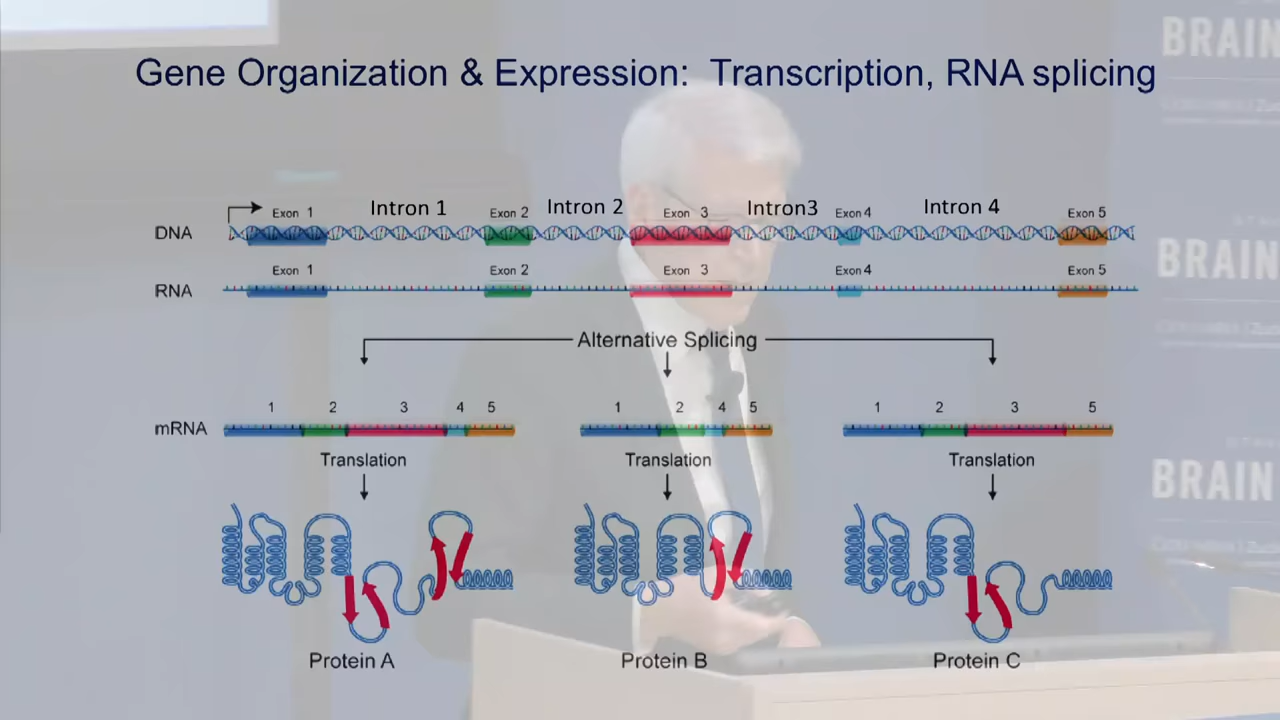 Gene Organization & Expression: Transcription, RNA splicing
BRAIN
Exon 1 Intron 1 Exon 2 Intron 2 Exon 3 Intron3 Exon 4 Intron 4 Exon 5
DNA
BRAIN
Exon 1 Exon 2 Exon 3 Exon 4 Exon 5
RNA
Alternative Splicing
1 2 3 4 5 1 2 4 5 1 2 3 5
mRNA
Translation Translation Translation
BRAIN
Protein A Protein B Protein C